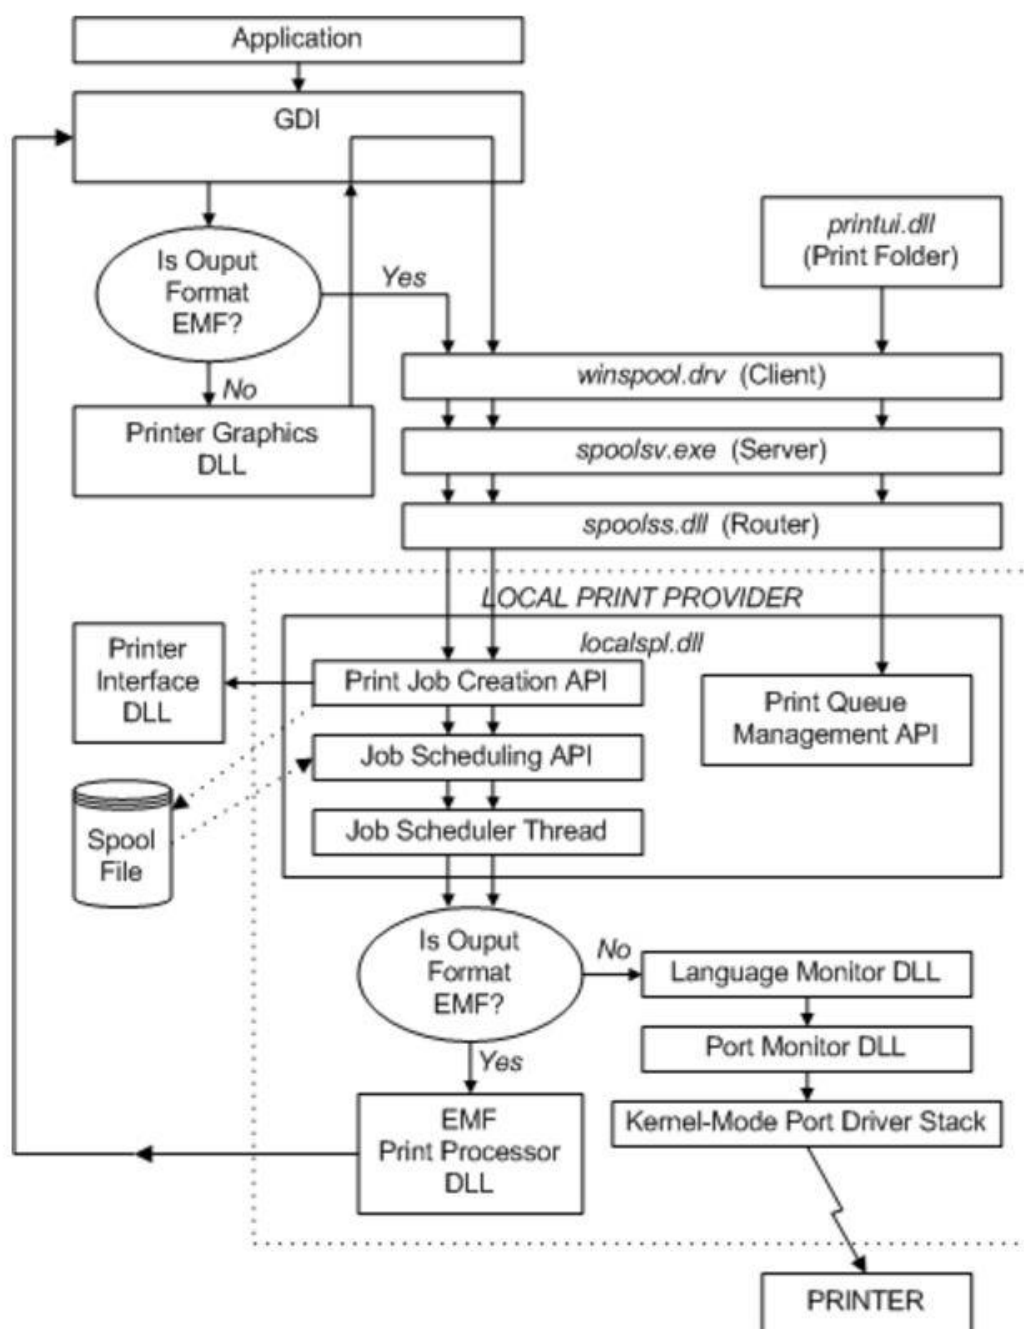 Application
GDI
printui.dll
(Print Folder)
Is Ouput
Format
EMF?
Yes
No
winspool.drv (Client)
Printer Graphics
DLL
spoolsv.exe (Server)
spoolss.dll (Router)
LOCAL PRINT PROVIDER
localspl.dll
Printer
Interface
DLL
Print Job Creation API
Print Queue
Management API
Job Scheduling API
Spool
File
Job Scheduler Thread
Is Ouput
Format
EMF?
No
Language Monitor DLL
Port Monitor DLL
Yes
EMF
Print Processor
DLL
Kernel-Mode Port Driver Stack
PRINTER